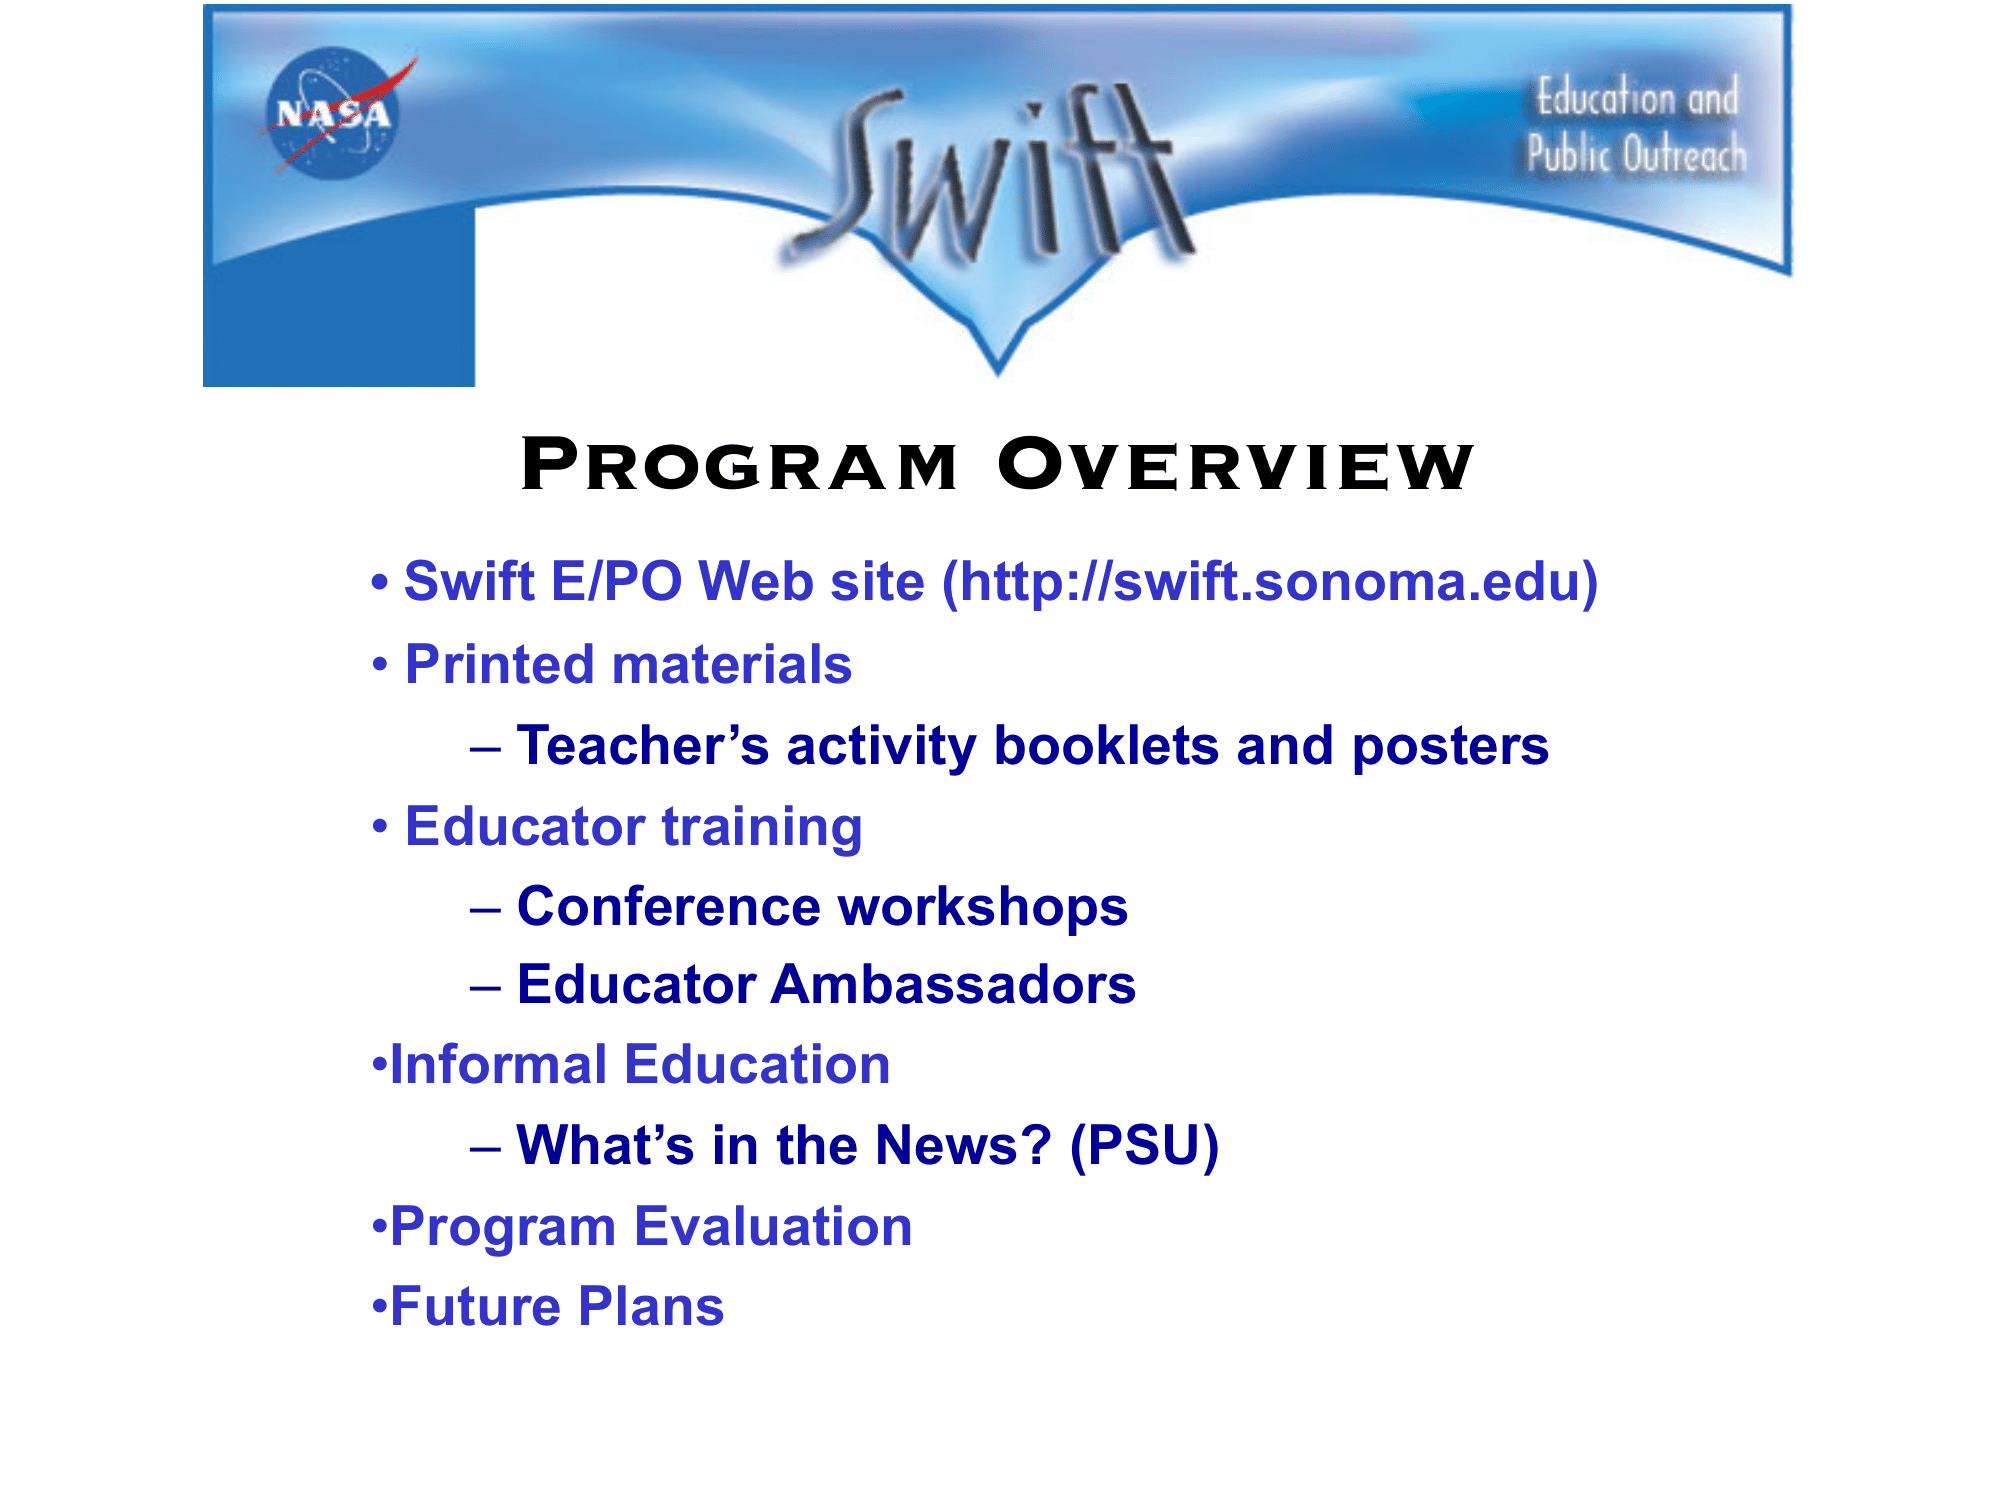 NASA
Swift
Education and
Public Outreach
PROGRAM OVERVIEW
• Swift E/PO Web site (http://swift.sonoma.edu)
• Printed materials
– Teacher’s activity booklets and posters
• Educator training
– Conference workshops
– Educator Ambassadors
•Informal Education
– What’s in the News? (PSU)
•Program Evaluation
•Future Plans